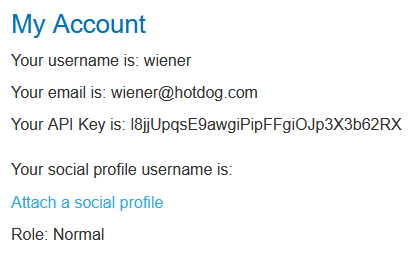 My Account
Your username is: wiener
Your email is: wiener@hotdog.com
Your API Key is: l8jjUpqsE9awgiPipFFgiOJp3X3b62RX
Your social profile username is:
Attach a social profile
Role: Normal